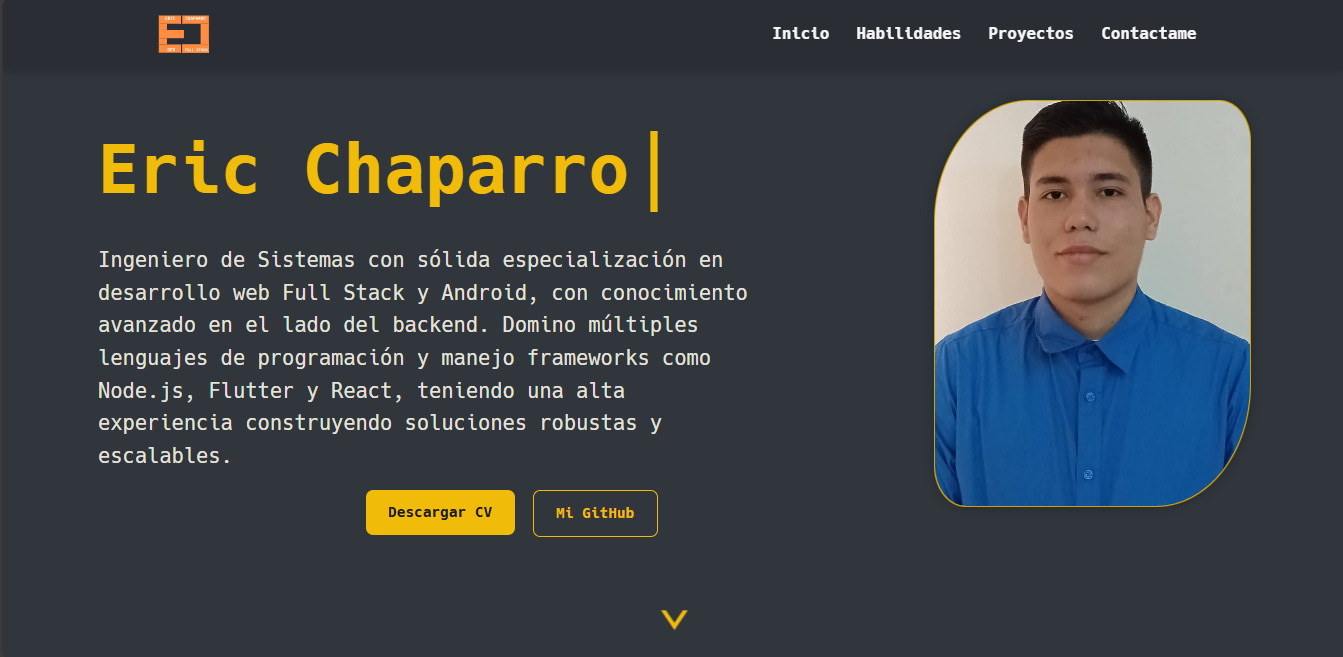 ERIC CHAPARRO
DEV FULL STACK
Inicio Habilidades Proyectos Contactame
Eric Chaparro
Ingeniero de Sistemas con sólida especialización en
desarrollo web Full Stack y Android, con conocimiento
avanzado en el lado del backend. Domino múltiples
lenguajes de programación y manejo frameworks como
Node.js, Flutter y React, teniendo una alta
experiencia construyendo soluciones robustas y
escalables.
Descargar CV Mi GitHub